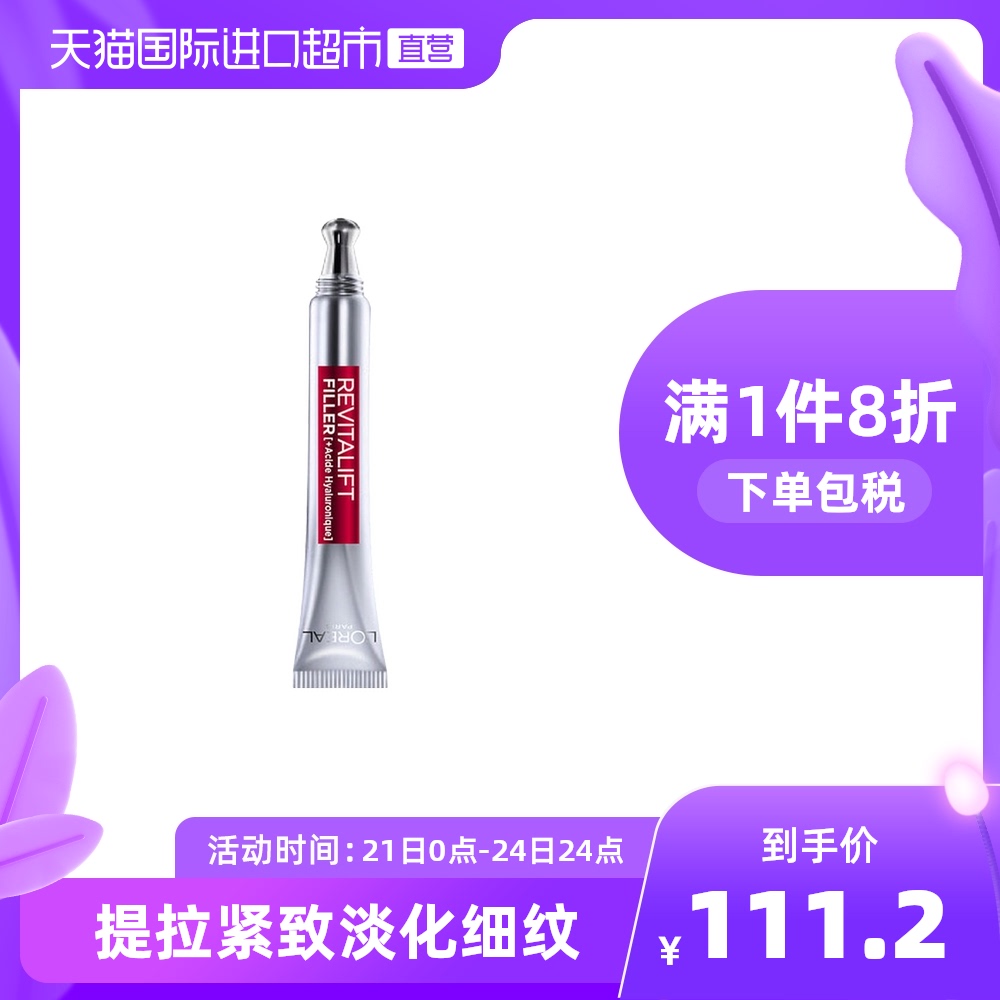 天猫国际进口超市 直营
满1件8折
下单包税
REVITALIFT
FILLER [+Acide Hyaluronique]
L'ORÉAL
PARIS
活动时间:21日0点-24日24点
到手价
提拉紧致淡化细纹
¥111.2